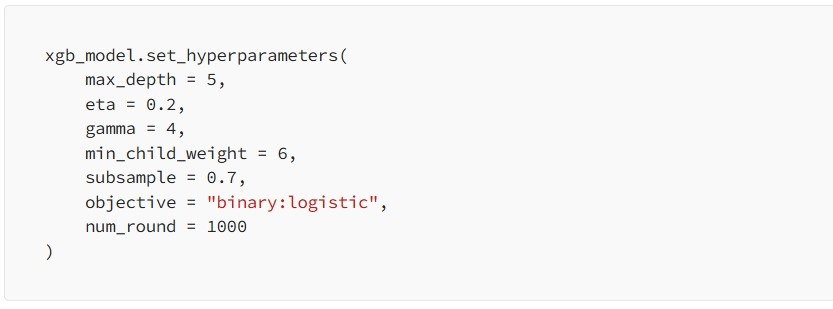 xgb_model.set_hyperparameters(
    max_depth = 5,
    eta = 0.2,
    gamma = 4,
    min_child_weight = 6,
    subsample = 0.7,
    objective = "binary:logistic",
    num_round = 1000
)